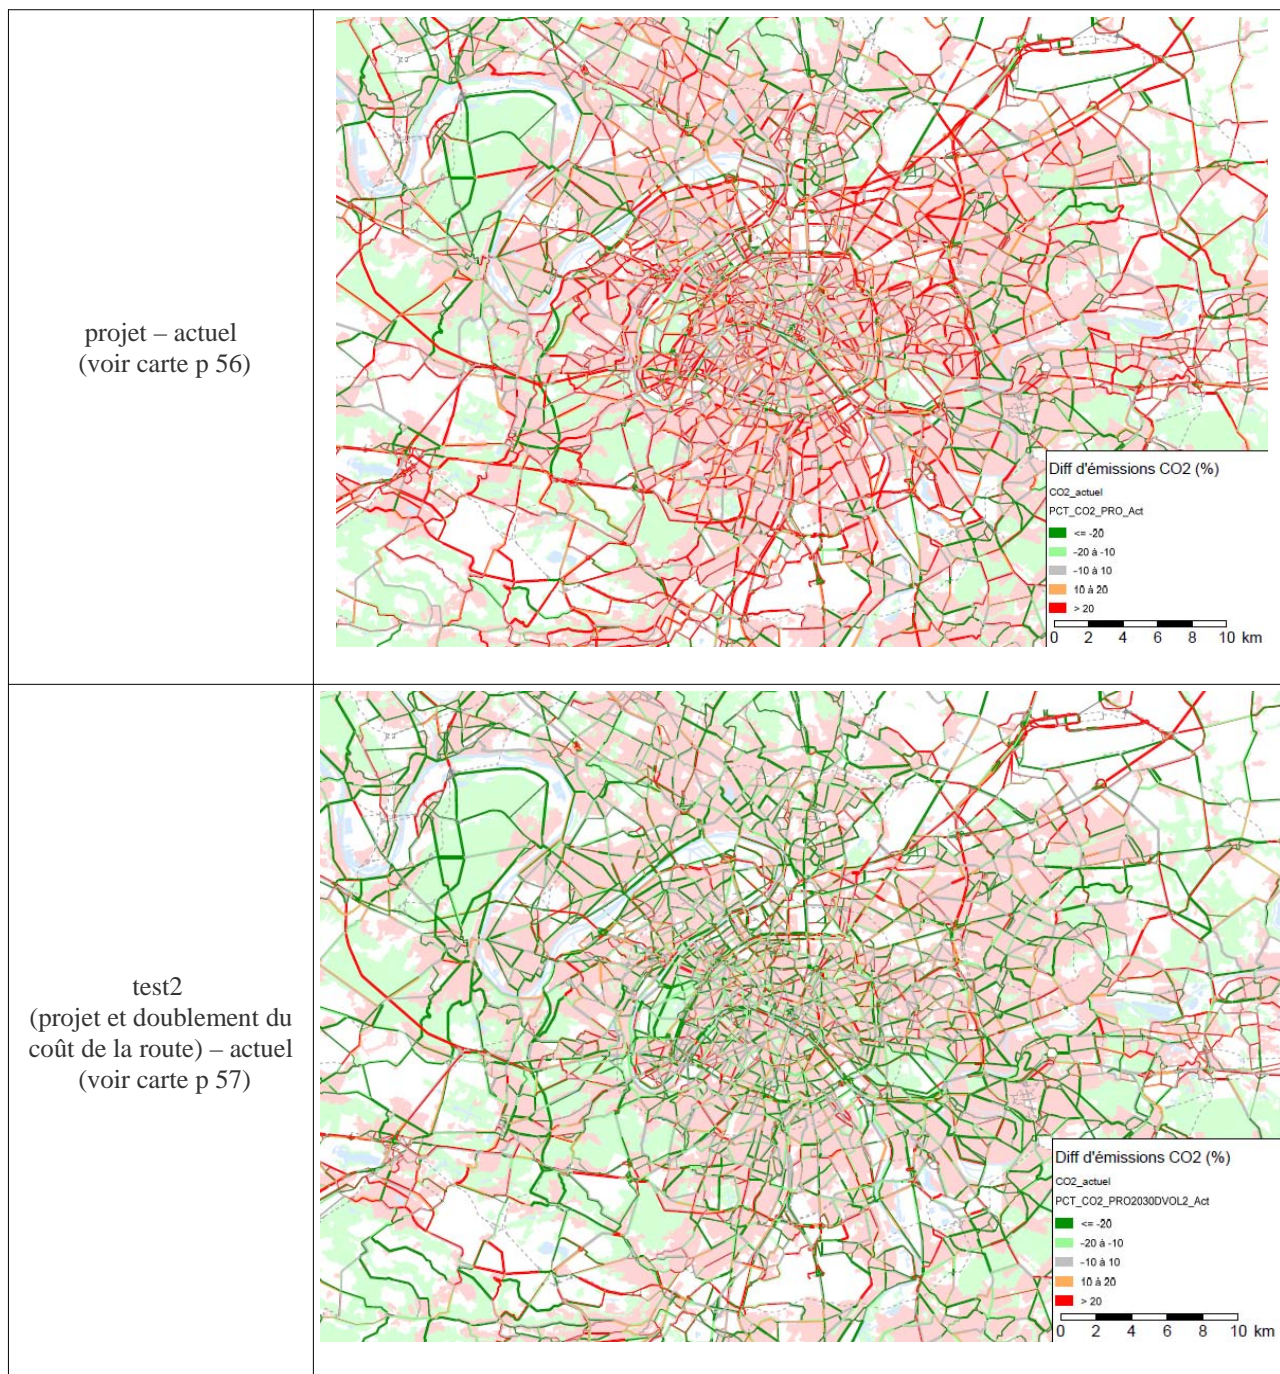 projet – actuel
(voir carte p 56)
Diff d'émissions CO2 (%)
CO2_actuel
PCT_CO2_PRO_Act
<= -20
-20 à -10
-10 à 10
10 à 20
> 20
0 2 4 6 8 10 km
test2
(projet et doublement du
coût de la route) – actuel
(voir carte p 57)
Diff d'émissions CO2 (%)
CO2_actuel
PCT_CO2_PRO2030DVOL2_Act
<= -20
-20 à -10
-10 à 10
10 à 20
> 20
0 2 4 6 8 10 km